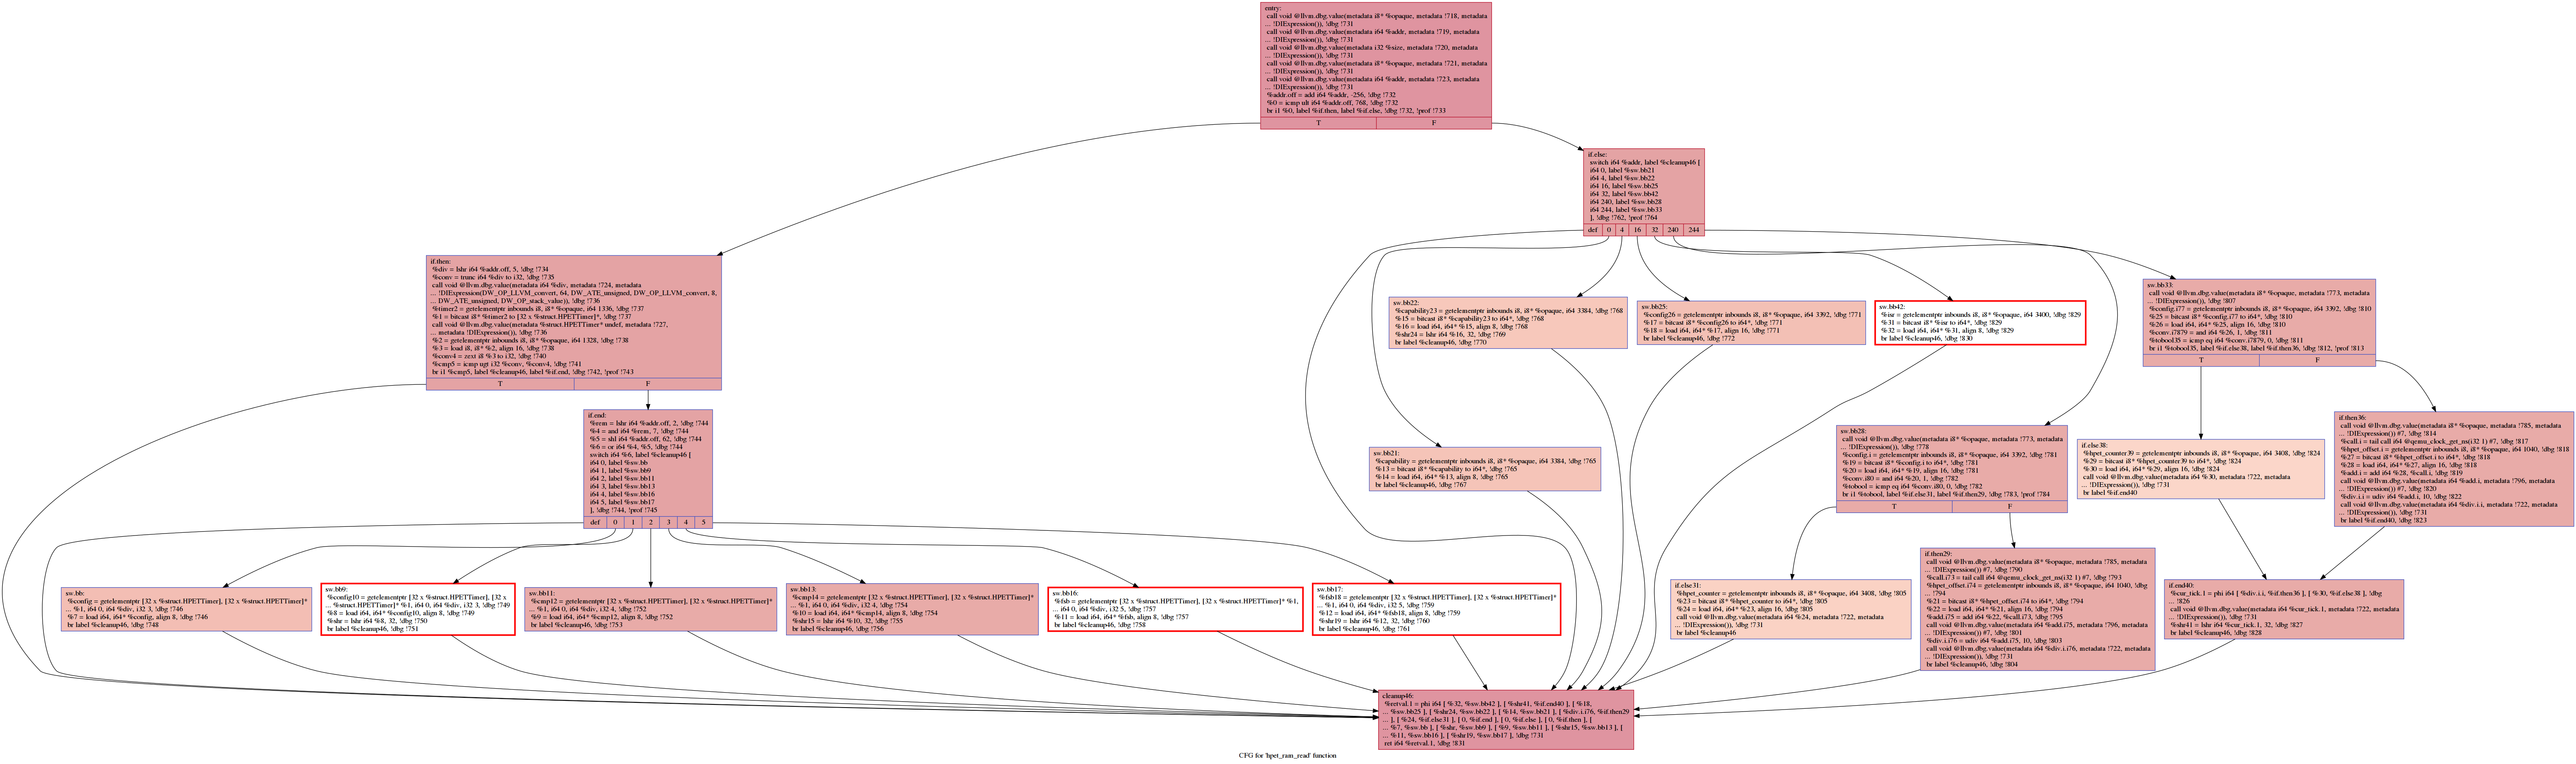 entry:
call void @llvm.dbg.value(metadata i8* %opaque, metadata !718, metadata
... !DIExpression()), !dbg !731
call void @llvm.dbg.value(metadata i64 %addr, metadata !719, metadata
... !DIExpression()), !dbg !731
call void @llvm.dbg.value(metadata i32 %size, metadata !720, metadata
... !DIExpression()), !dbg !731
call void @llvm.dbg.value(metadata i8* %opaque, metadata !721, metadata
... !DIExpression()), !dbg !731
call void @llvm.dbg.value(metadata i64 %addr, metadata !723, metadata
... !DIExpression()), !dbg !731
%addr.off = add i64 %addr, -256, !dbg !732
%0 = icmp ult i64 %addr.off, 768, !dbg !732
br i1 %0, label %if.then, label %if.else, !dbg !732, !prof !733
T F
if.else:
switch i64 %addr, label %cleanup46 [
i64 0, label %sw.bb21
i64 4, label %sw.bb22
i64 16, label %sw.bb25
i64 32, label %sw.bb42
i64 240, label %sw.bb28
i64 244, label %sw.bb33
], !dbg !762, !prof !764
def 0 4 16 32 240 244
if.then:
%div = lshr i64 %addr.off, 5, !dbg !734
%conv = trunc i64 %div to i32, !dbg !735
call void @llvm.dbg.value(metadata i64 %div, metadata !724, metadata
... !DIExpression(DW_OP_LLVM_convert, 64, DW_ATE_unsigned, DW_OP_LLVM_convert, 8,
... DW_ATE_unsigned, DW_OP_stack_value)), !dbg !736
%timer2 = getelementptr inbounds i8, i8* %opaque, i64 1336, !dbg !737
%1 = bitcast i8* %timer2 to [32 x %struct.HPETTimer]*, !dbg !737
call void @llvm.dbg.value(metadata %struct.HPETTimer* undef, metadata !727,
... metadata !DIExpression()), !dbg !736
%2 = getelementptr inbounds i8, i8* %opaque, i64 1328, !dbg !738
%3 = load i8, i8* %2, align 16, !dbg !738
%conv4 = zext i8 %3 to i32, !dbg !740
%cmp5 = icmp ugt i32 %conv, %conv4, !dbg !741
br i1 %cmp5, label %cleanup46, label %if.end, !dbg !742, !prof !743
T F
sw.bb22:
%capability23 = getelementptr inbounds i8, i8* %opaque, i64 3384, !dbg !768
%15 = bitcast i8* %capability23 to i64*, !dbg !768
%16 = load i64, i64* %15, align 8, !dbg !768
%shr24 = lshr i64 %16, 32, !dbg !769
br label %cleanup46, !dbg !770
sw.bb25:
%config26 = getelementptr inbounds i8, i8* %opaque, i64 3392, !dbg !771
%17 = bitcast i8* %config26 to i64*, !dbg !771
%18 = load i64, i64* %17, align 16, !dbg !771
br label %cleanup46, !dbg !772
sw.bb42:
%isr = getelementptr inbounds i8, i8* %opaque, i64 3400, !dbg !829
%31 = bitcast i8* %isr to i64*, !dbg !829
%32 = load i64, i64* %31, align 8, !dbg !829
br label %cleanup46, !dbg !830
sw.bb33:
call void @llvm.dbg.value(metadata i8* %opaque, metadata !773, metadata
... !DIExpression()), !dbg !807
%config.i77 = getelementptr inbounds i8, i8* %opaque, i64 3392, !dbg !810
%25 = bitcast i8* %config.i77 to i64*, !dbg !810
%26 = load i64, i64* %25, align 16, !dbg !810
%conv.i7879 = and i64 %26, 1, !dbg !811
%tobool35 = icmp eq i64 %conv.i7879, 0, !dbg !811
br i1 %tobool35, label %if.else38, label %if.then36, !dbg !812, !prof !813
T F
if.end:
%rem = lshr i64 %addr.off, 2, !dbg !744
%4 = and i64 %rem, 7, !dbg !744
%5 = shl i64 %addr.off, 62, !dbg !744
%6 = or i64 %4, %5, !dbg !744
switch i64 %6, label %cleanup46 [
i64 0, label %sw.bb
i64 1, label %sw.bb9
i64 2, label %sw.bb11
i64 3, label %sw.bb13
i64 4, label %sw.bb16
i64 5, label %sw.bb17
], !dbg !744, !prof !745
def 0 1 2 3 4 5
sw.bb21:
%capability = getelementptr inbounds i8, i8* %opaque, i64 3384, !dbg !765
%13 = bitcast i8* %capability to i64*, !dbg !765
%14 = load i64, i64* %13, align 8, !dbg !765
br label %cleanup46, !dbg !767
sw.bb28:
call void @llvm.dbg.value(metadata i8* %opaque, metadata !773, metadata
... !DIExpression()), !dbg !778
%config.i = getelementptr inbounds i8, i8* %opaque, i64 3392, !dbg !781
%19 = bitcast i8* %config.i to i64*, !dbg !781
%20 = load i64, i64* %19, align 16, !dbg !781
%conv.i80 = and i64 %20, 1, !dbg !782
%tobool = icmp eq i64 %conv.i80, 0, !dbg !782
br i1 %tobool, label %if.else31, label %if.then29, !dbg !783, !prof !784
T F
if.else38:
%hpet_counter39 = getelementptr inbounds i8, i8* %opaque, i64 3408, !dbg !824
%29 = bitcast i8* %hpet_counter39 to i64*, !dbg !824
%30 = load i64, i64* %29, align 16, !dbg !824
call void @llvm.dbg.value(metadata i64 %30, metadata !722, metadata
... !DIExpression()), !dbg !731
br label %if.end40
if.then36:
call void @llvm.dbg.value(metadata i8* %opaque, metadata !785, metadata
... !DIExpression()) #7, !dbg !814
%call.i = tail call i64 @qemu_clock_get_ns(i32 1) #7, !dbg !817
%hpet_offset.i = getelementptr inbounds i8, i8* %opaque, i64 1040, !dbg !818
%27 = bitcast i8* %hpet_offset.i to i64*, !dbg !818
%28 = load i64, i64* %27, align 16, !dbg !818
%add.i = add i64 %28, %call.i, !dbg !819
call void @llvm.dbg.value(metadata i64 %add.i, metadata !796, metadata
... !DIExpression()) #7, !dbg !820
%div.i.i = udiv i64 %add.i, 10, !dbg !822
call void @llvm.dbg.value(metadata i64 %div.i.i, metadata !722, metadata
... !DIExpression()), !dbg !731
br label %if.end40, !dbg !823
sw.bb:
%config = getelementptr [32 x %struct.HPETTimer], [32 x %struct.HPETTimer]*
... %1, i64 0, i64 %div, i32 3, !dbg !746
%7 = load i64, i64* %config, align 8, !dbg !746
br label %cleanup46, !dbg !748
sw.bb9:
%config10 = getelementptr [32 x %struct.HPETTimer], [32 x
... %struct.HPETTimer]* %1, i64 0, i64 %div, i32 3, !dbg !749
%8 = load i64, i64* %config10, align 8, !dbg !749
%shr = lshr i64 %8, 32, !dbg !750
br label %cleanup46, !dbg !751
sw.bb11:
%cmp12 = getelementptr [32 x %struct.HPETTimer], [32 x %struct.HPETTimer]*
... %1, i64 0, i64 %div, i32 4, !dbg !752
%9 = load i64, i64* %cmp12, align 8, !dbg !752
br label %cleanup46, !dbg !753
sw.bb13:
%cmp14 = getelementptr [32 x %struct.HPETTimer], [32 x %struct.HPETTimer]*
... %1, i64 0, i64 %div, i32 4, !dbg !754
%10 = load i64, i64* %cmp14, align 8, !dbg !754
%shr15 = lshr i64 %10, 32, !dbg !755
br label %cleanup46, !dbg !756
sw.bb16:
%fsb = getelementptr [32 x %struct.HPETTimer], [32 x %struct.HPETTimer]* %1,
... i64 0, i64 %div, i32 5, !dbg !757
%11 = load i64, i64* %fsb, align 8, !dbg !757
br label %cleanup46, !dbg !758
sw.bb17:
%fsb18 = getelementptr [32 x %struct.HPETTimer], [32 x %struct.HPETTimer]*
... %1, i64 0, i64 %div, i32 5, !dbg !759
%12 = load i64, i64* %fsb18, align 8, !dbg !759
%shr19 = lshr i64 %12, 32, !dbg !760
br label %cleanup46, !dbg !761
if.else31:
%hpet_counter = getelementptr inbounds i8, i8* %opaque, i64 3408, !dbg !805
%23 = bitcast i8* %hpet_counter to i64*, !dbg !805
%24 = load i64, i64* %23, align 16, !dbg !805
call void @llvm.dbg.value(metadata i64 %24, metadata !722, metadata
... !DIExpression()), !dbg !731
br label %cleanup46
if.then29:
call void @llvm.dbg.value(metadata i8* %opaque, metadata !785, metadata
... !DIExpression()) #7, !dbg !790
%call.i73 = tail call i64 @qemu_clock_get_ns(i32 1) #7, !dbg !793
%hpet_offset.i74 = getelementptr inbounds i8, i8* %opaque, i64 1040, !dbg
... !794
%21 = bitcast i8* %hpet_offset.i74 to i64*, !dbg !794
%22 = load i64, i64* %21, align 16, !dbg !794
%add.i75 = add i64 %22, %call.i73, !dbg !795
call void @llvm.dbg.value(metadata i64 %add.i75, metadata !796, metadata
... !DIExpression()) #7, !dbg !801
%div.i.i76 = udiv i64 %add.i75, 10, !dbg !803
call void @llvm.dbg.value(metadata i64 %div.i.i76, metadata !722, metadata
... !DIExpression()), !dbg !731
br label %cleanup46, !dbg !804
if.end40:
%cur_tick.1 = phi i64 [ %div.i.i, %if.then36 ], [ %30, %if.else38 ], !dbg
... !826
call void @llvm.dbg.value(metadata i64 %cur_tick.1, metadata !722, metadata
... !DIExpression()), !dbg !731
%shr41 = lshr i64 %cur_tick.1, 32, !dbg !827
br label %cleanup46, !dbg !828
cleanup46:
%retval.1 = phi i64 [ %32, %sw.bb42 ], [ %shr41, %if.end40 ], [ %18,
... %sw.bb25 ], [ %shr24, %sw.bb22 ], [ %14, %sw.bb21 ], [ %div.i.i76, %if.then29
... ], [ %24, %if.else31 ], [ 0, %if.end ], [ 0, %if.else ], [ 0, %if.then ], [
... %7, %sw.bb ], [ %shr, %sw.bb9 ], [ %9, %sw.bb11 ], [ %shr15, %sw.bb13 ], [
... %11, %sw.bb16 ], [ %shr19, %sw.bb17 ], !dbg !731
ret i64 %retval.1, !dbg !831
CFG for 'hpet_ram_read' function